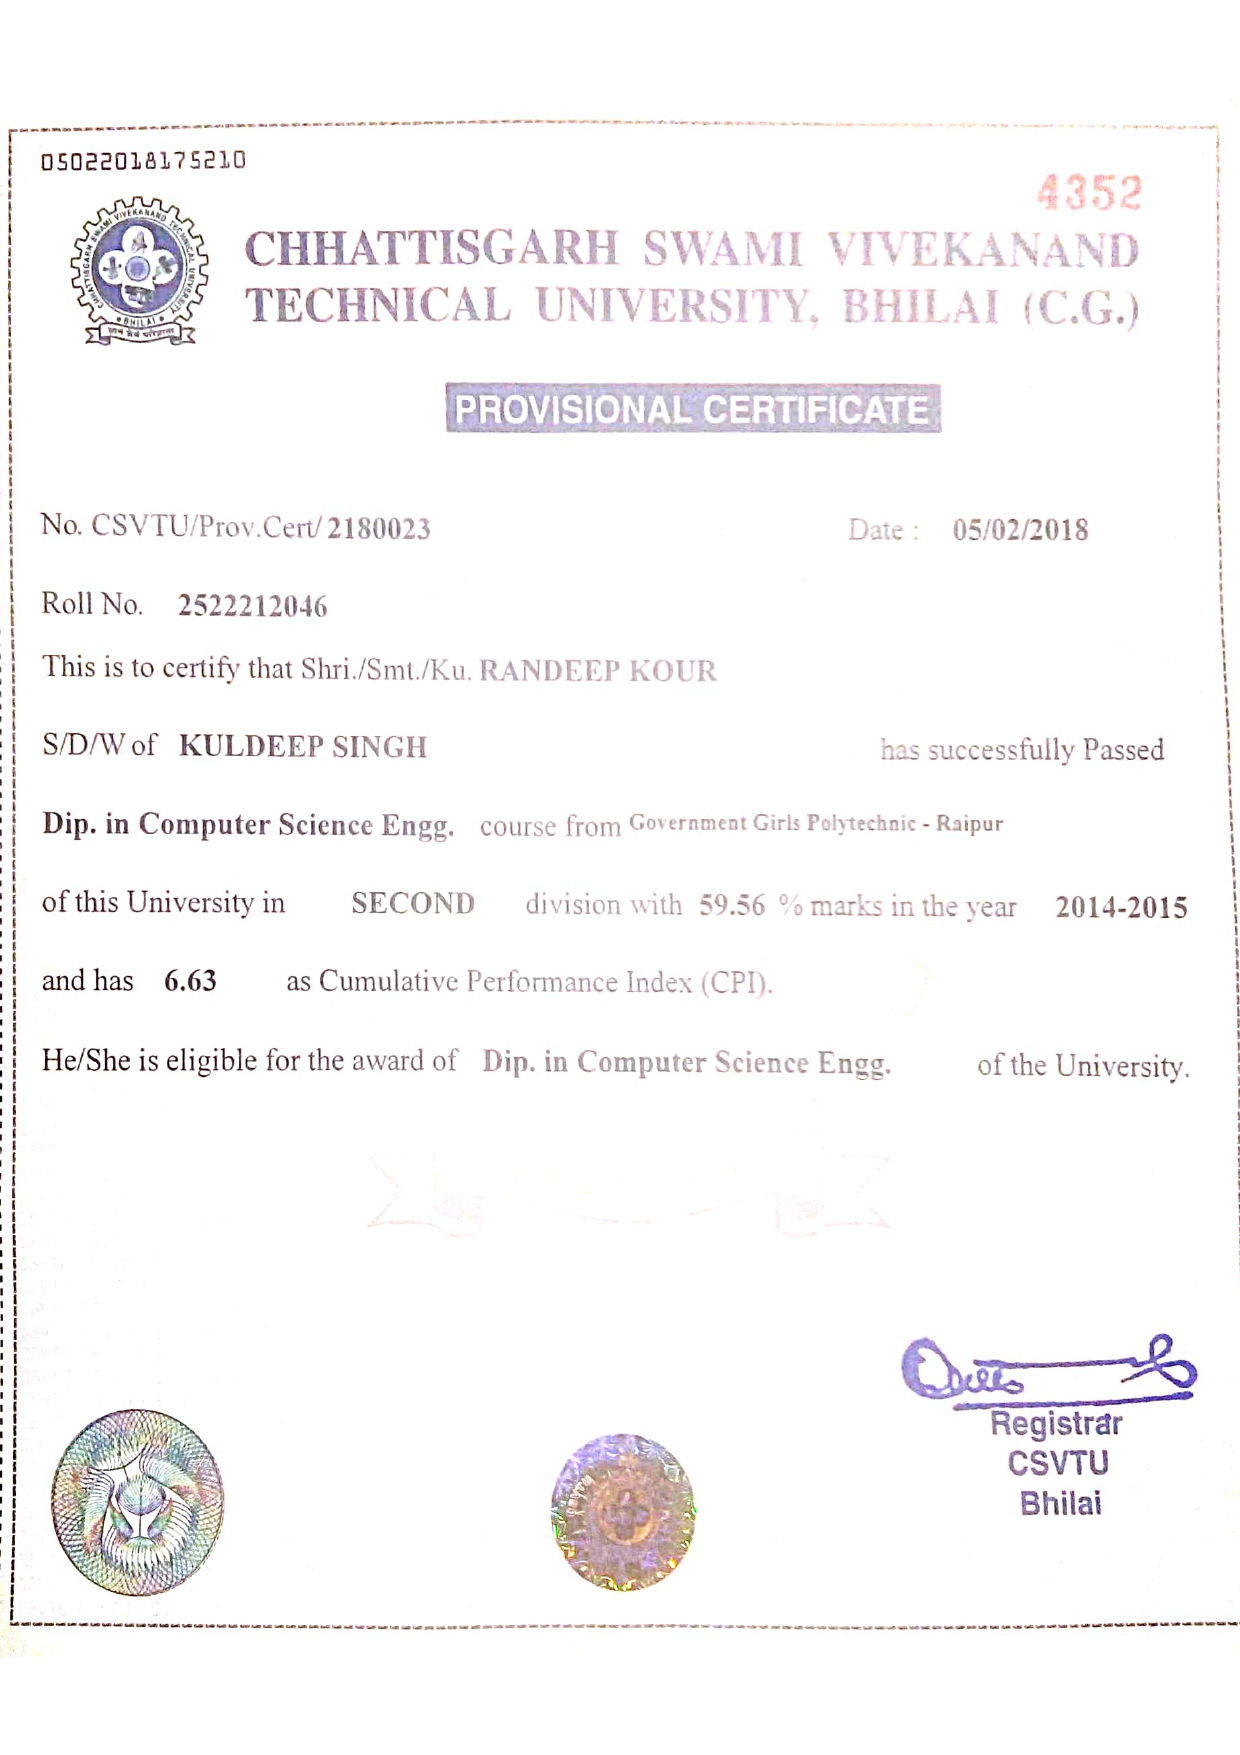 05022018175210
4352
CHHATTISGARH SWAMI VIVEKANAND TECHNICAL UNIVERSITY
BHILAI
CHHATTISGARH SWAMI VIVEKANAND
TECHNICAL UNIVERSITY, BHILAI (C.G.)
PROVISIONAL CERTIFICATE
No. CSVTU/Prov.Cert/ 2180023 Date : 05/02/2018
Roll No. 2522212046
This is to certify that Shri./Smt./Ku. RANDEEP KOUR
S/D/W of KULDEEP SINGH has successfully Passed
Dip. in Computer Science Engg. course from Government Girls Polytechnic - Raipur
of this University in SECOND division with 59.56 % marks in the year 2014-2015
and has 6.63 as Cumulative Performance Index (CPI).
He/She is eligible for the award of Dip. in Computer Science Engg. of the University.
Registrar
CSVTU
Bhilai